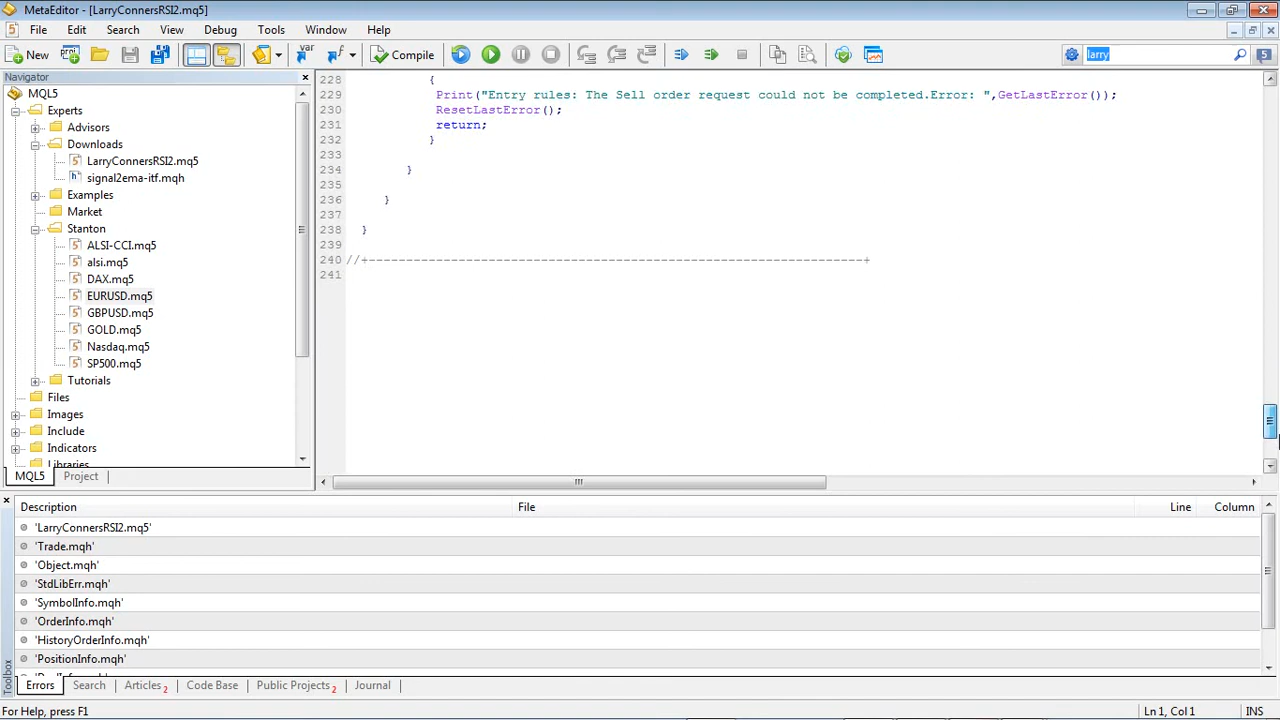 MetaEditor - [LarryConnersRSI2.mq5]
File Edit Search View Debug Tools Window Help
New Compile larry 5
Navigator
MQL5
Experts
Advisors
Downloads
LarryConnersRSI2.mq5
signal2ema-itf.mqh
Examples
Market
Stanton
ALSI-CCI.mq5
alsi.mq5
DAX.mq5
EURUSD.mq5
GBPUSD.mq5
GOLD.mq5
Nasdaq.mq5
SP500.mq5
Tutorials
Files
Images
Include
Indicators
Libraries
MQL5 Project
228 {
229 Print("Entry rules: The Sell order request could not be completed.Error: ",GetLastError());
230 ResetLastError();
231 return;
232 }
233
234 }
235
236 }
237
238 }
239
240 //+------------------------------------------------------------------+
241
Description File Line Column
'LarryConnersRSI2.mq5'
'Trade.mqh'
'Object.mqh'
'StdLibErr.mqh'
'SymbolInfo.mqh'
'OrderInfo.mqh'
'HistoryOrderInfo.mqh'
'PositionInfo.mqh'
Toolbox
Errors Search Articles 2 Code Base Public Projects 2 Journal
For Help, press F1 Ln 1, Col 1 INS